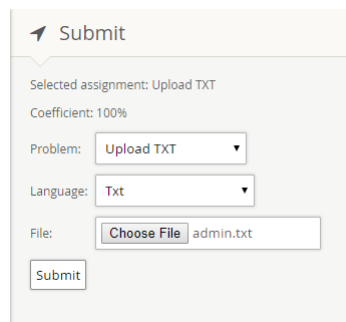 Submit
Selected assignment: Upload TXT
Coefficient: 100%
Problem: Upload TXT
Language: Txt
File: Choose File admin.txt
Submit